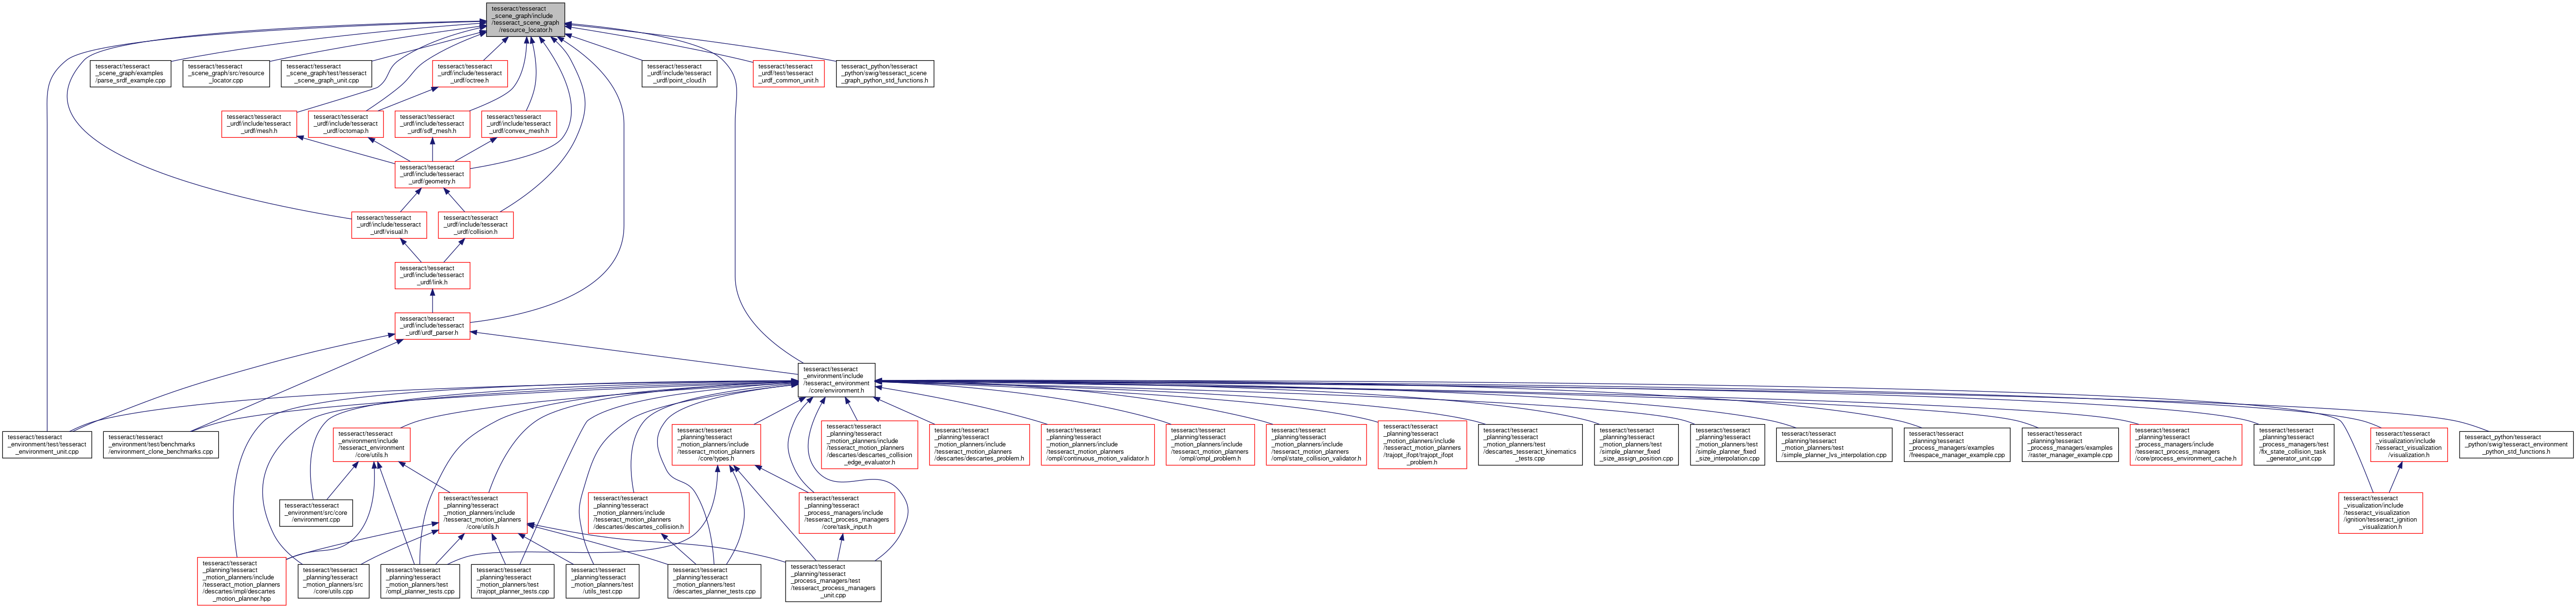 tesseract/tesseract
_scene_graph/include
/tesseract_scene_graph
/resource_locator.h
tesseract/tesseract
_scene_graph/examples
/parse_srdf_example.cpp
tesseract/tesseract
_scene_graph/src/resource
_locator.cpp
tesseract/tesseract
_scene_graph/test/tesseract
_scene_graph_unit.cpp
tesseract/tesseract
_urdf/include/tesseract
_urdf/octree.h
tesseract/tesseract
_urdf/include/tesseract
_urdf/point_cloud.h
tesseract/tesseract
_urdf/test/tesseract
_urdf_common_unit.h
tesseract_python/tesseract
_python/swig/tesseract_scene
_graph_python_std_functions.h
tesseract/tesseract
_urdf/include/tesseract
_urdf/mesh.h
tesseract/tesseract
_urdf/include/tesseract
_urdf/octomap.h
tesseract/tesseract
_urdf/include/tesseract
_urdf/sdf_mesh.h
tesseract/tesseract
_urdf/include/tesseract
_urdf/convex_mesh.h
tesseract/tesseract
_urdf/include/tesseract
_urdf/geometry.h
tesseract/tesseract
_urdf/include/tesseract
_urdf/visual.h
tesseract/tesseract
_urdf/include/tesseract
_urdf/collision.h
tesseract/tesseract
_urdf/include/tesseract
_urdf/link.h
tesseract/tesseract
_urdf/include/tesseract
_urdf/urdf_parser.h
tesseract/tesseract
_environment/include
/tesseract_environment
/core/environment.h
tesseract/tesseract
_environment/test/tesseract
_environment_unit.cpp
tesseract/tesseract
_environment/test/benchmarks
/environment_clone_benchmarks.cpp
tesseract/tesseract
_environment/include
/tesseract_environment
/core/utils.h
tesseract/tesseract
_planning/tesseract
_motion_planners/include
/tesseract_motion_planners
/core/types.h
tesseract/tesseract
_planning/tesseract
_motion_planners/include
/tesseract_motion_planners
/descartes/descartes_collision
_edge_evaluator.h
tesseract/tesseract
_planning/tesseract
_motion_planners/include
/tesseract_motion_planners
/descartes/descartes_problem.h
tesseract/tesseract
_planning/tesseract
_motion_planners/include
/tesseract_motion_planners
/ompl/continuous_motion_validator.h
tesseract/tesseract
_planning/tesseract
_motion_planners/include
/tesseract_motion_planners
/ompl/ompl_problem.h
tesseract/tesseract
_planning/tesseract
_motion_planners/include
/tesseract_motion_planners
/ompl/state_collision_validator.h
tesseract/tesseract
_planning/tesseract
_motion_planners/include
/tesseract_motion_planners
/trajopt_ifopt/trajopt_ifopt
_problem.h
tesseract/tesseract
_planning/tesseract
_motion_planners/test
/descartes_tesseract_kinematics
_tests.cpp
tesseract/tesseract
_planning/tesseract
_motion_planners/test
/simple_planner_fixed
_size_assign_position.cpp
tesseract/tesseract
_planning/tesseract
_motion_planners/test
/simple_planner_fixed
_size_interpolation.cpp
tesseract/tesseract
_planning/tesseract
_motion_planners/test
/simple_planner_lvs_interpolation.cpp
tesseract/tesseract
_planning/tesseract
_process_managers/examples
/freespace_manager_example.cpp
tesseract/tesseract
_planning/tesseract
_process_managers/examples
/raster_manager_example.cpp
tesseract/tesseract
_planning/tesseract
_process_managers/include
/tesseract_process_managers
/core/process_environment_cache.h
tesseract/tesseract
_planning/tesseract
_process_managers/test
/fix_state_collision_task
_generator_unit.cpp
tesseract/tesseract
_visualization/include
/tesseract_visualization
/visualization.h
tesseract_python/tesseract
_python/swig/tesseract_environment
_python_std_functions.h
tesseract/tesseract
_environment/src/core
/environment.cpp
tesseract/tesseract
_planning/tesseract
_motion_planners/include
/tesseract_motion_planners
/core/utils.h
tesseract/tesseract
_planning/tesseract
_motion_planners/include
/tesseract_motion_planners
/descartes/descartes_collision.h
tesseract/tesseract
_planning/tesseract
_process_managers/include
/tesseract_process_managers
/core/task_input.h
tesseract/tesseract
_visualization/include
/tesseract_visualization
/ignition/tesseract_ignition
_visualization.h
tesseract/tesseract
_planning/tesseract
_motion_planners/include
/tesseract_motion_planners
/descartes/impl/descartes
_motion_planner.hpp
tesseract/tesseract
_planning/tesseract
_motion_planners/src
/core/utils.cpp
tesseract/tesseract
_planning/tesseract
_motion_planners/test
/ompl_planner_tests.cpp
tesseract/tesseract
_planning/tesseract
_motion_planners/test
/trajopt_planner_tests.cpp
tesseract/tesseract
_planning/tesseract
_motion_planners/test
/utils_test.cpp
tesseract/tesseract
_planning/tesseract
_motion_planners/test
/descartes_planner_tests.cpp
tesseract/tesseract
_planning/tesseract
_process_managers/test
/tesseract_process_managers
_unit.cpp